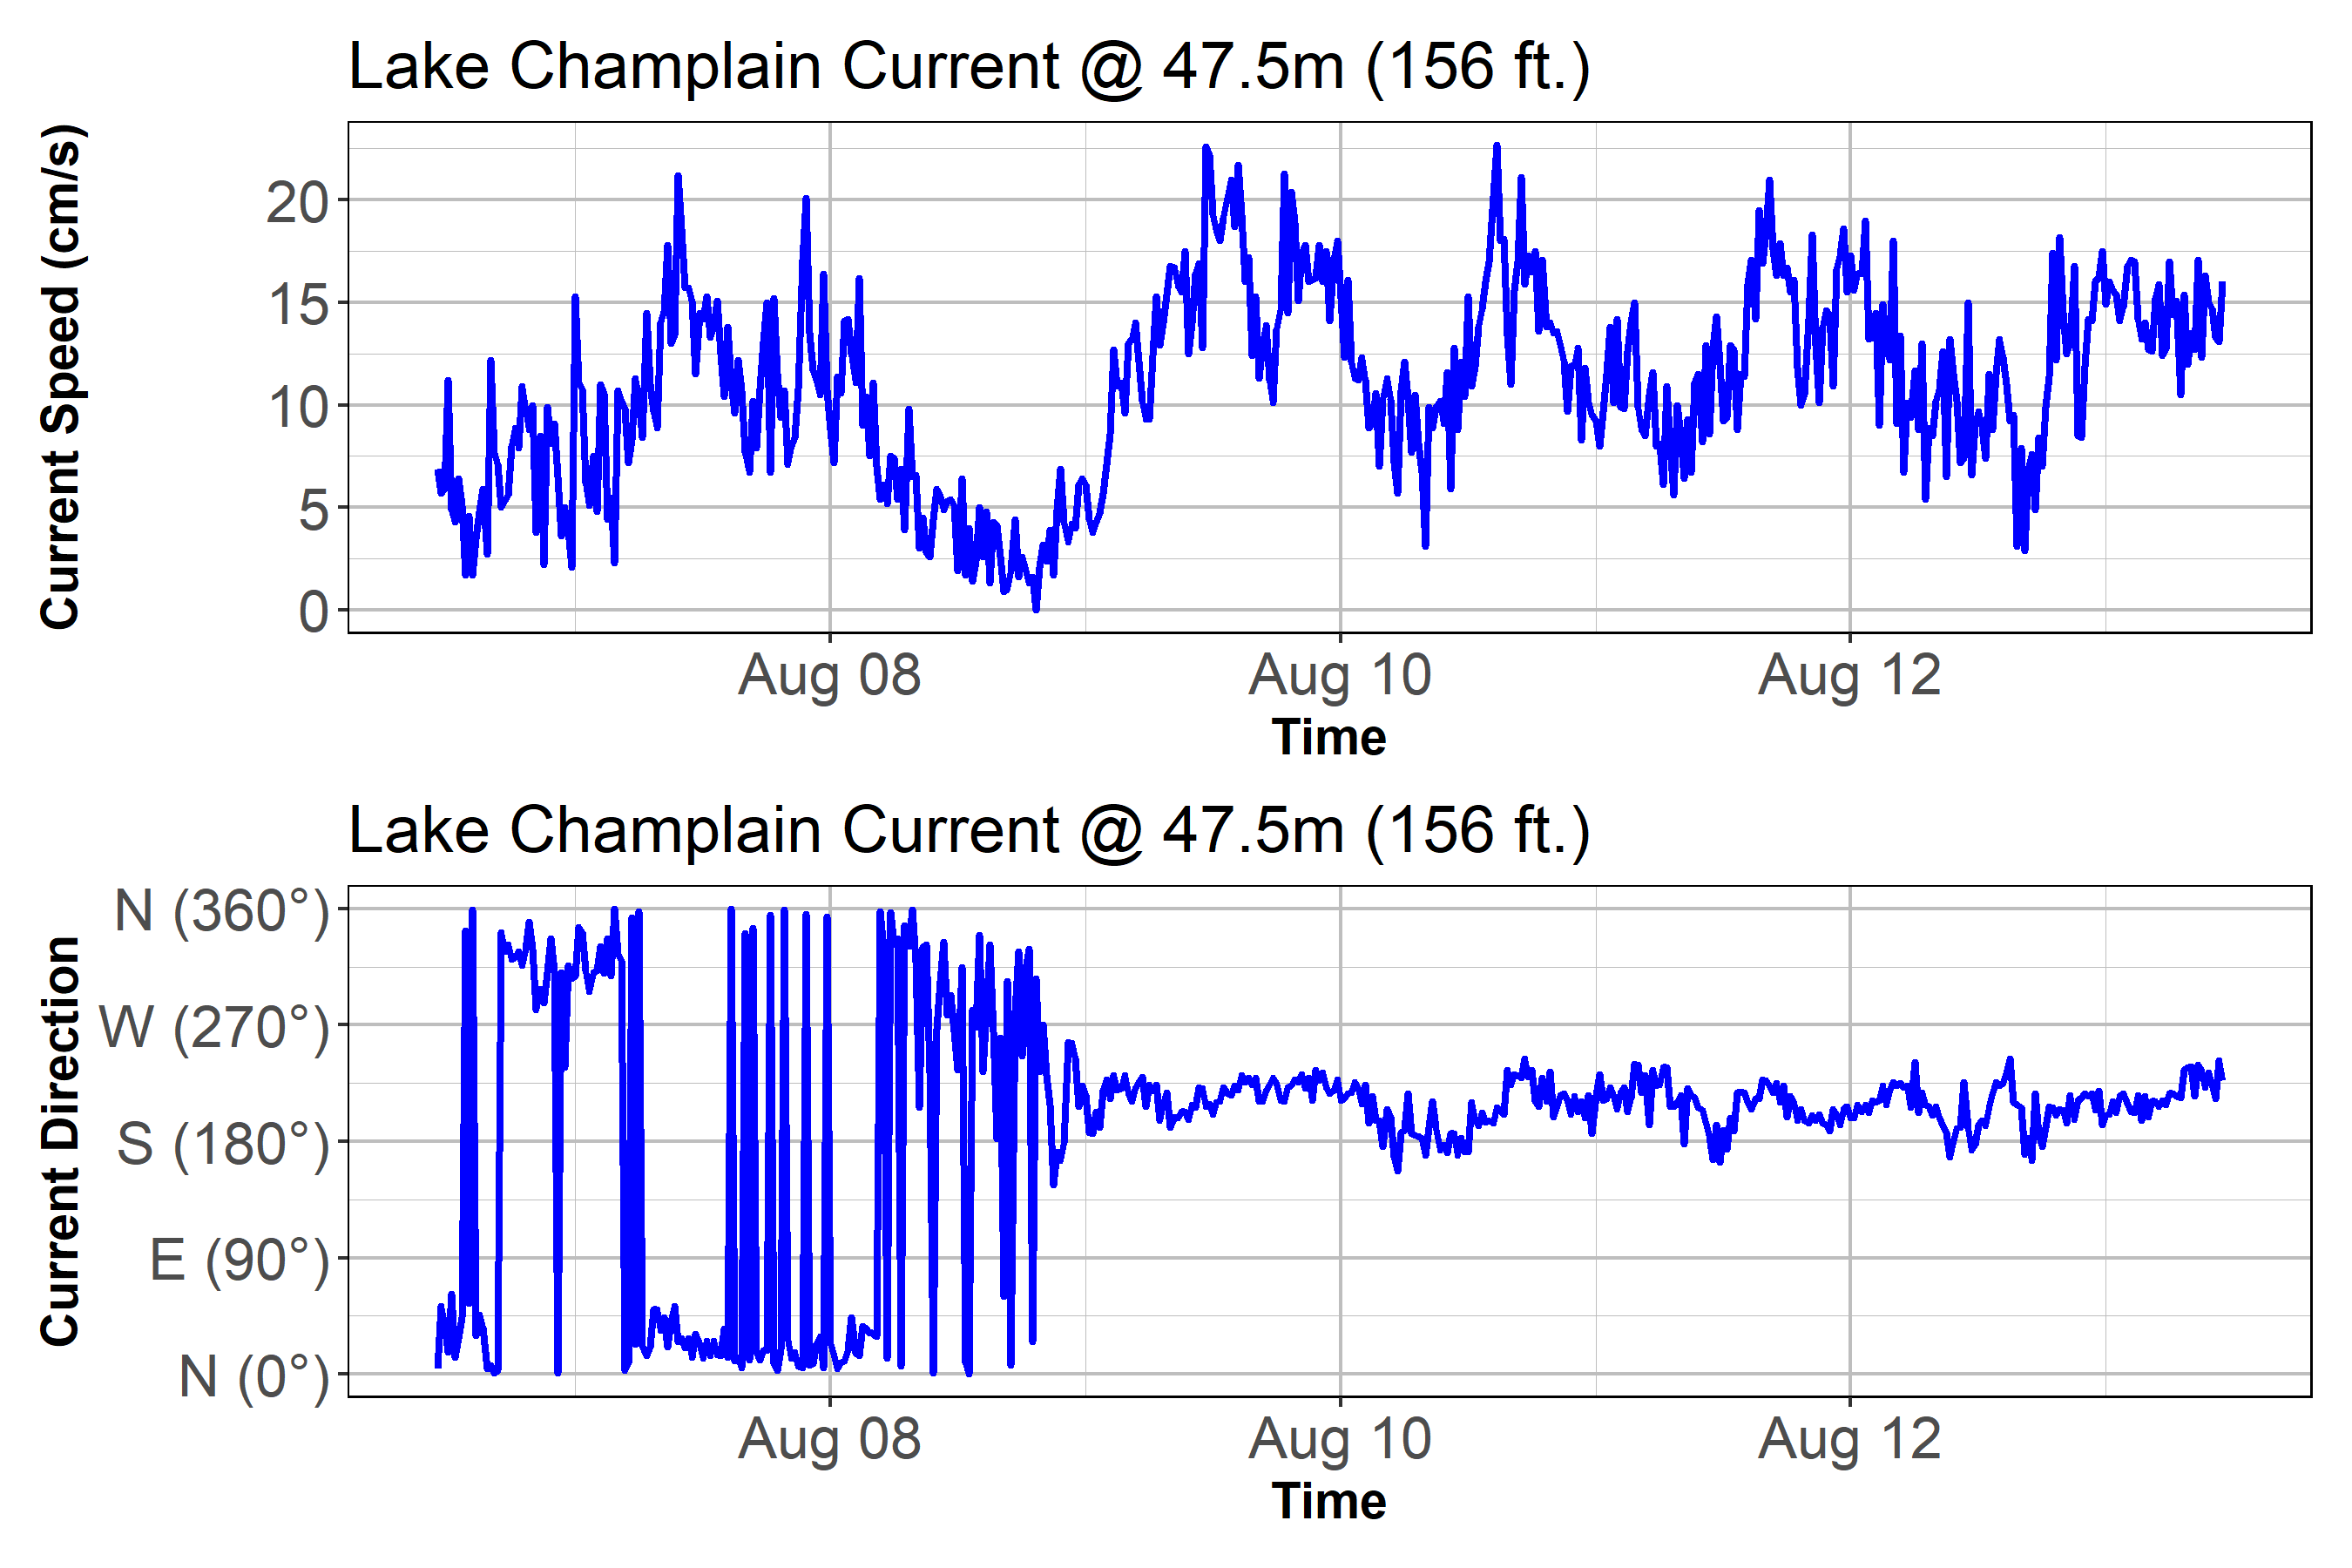 Lake Champlain Current @ 47.5m (156 ft.)
Current Speed (cm/s)
20
15
10
5
0
Aug 08 Aug 10 Aug 12
Time
Lake Champlain Current @ 47.5m (156 ft.)
Current Direction
N (360°)
W (270°)
S (180°)
E (90°)
N (0°)
Aug 08 Aug 10 Aug 12
Time